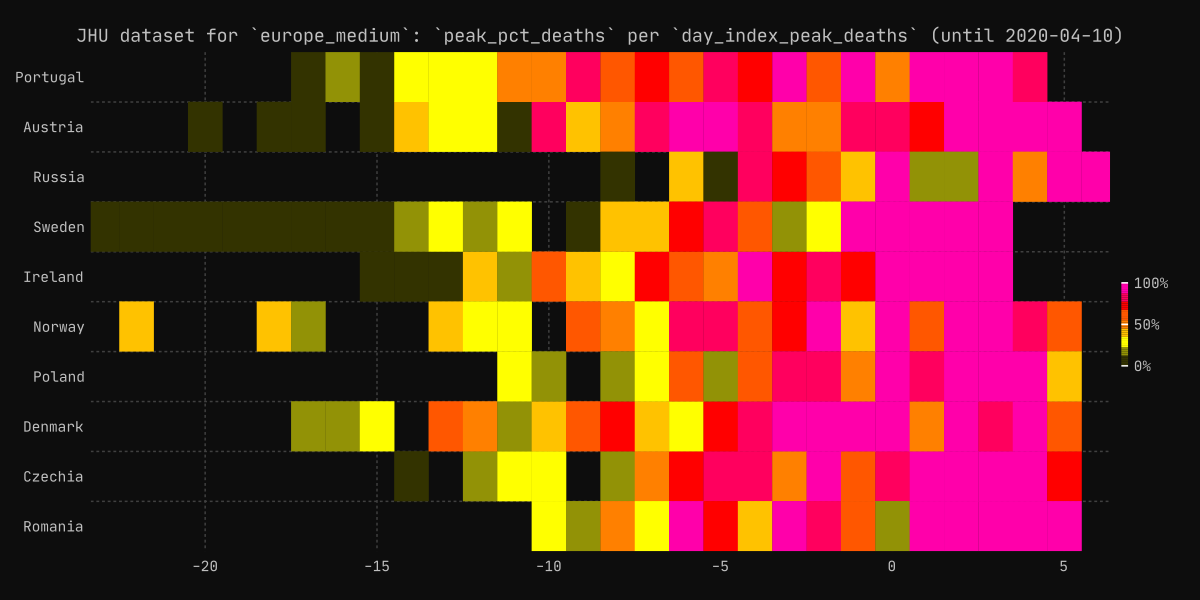 JHU dataset for `europe_medium`: `peak_pct_deaths` per `day_index_peak_deaths` (until 2020-04-10)
Portugal
Austria
Russia
Sweden
Ireland
Norway
Poland
Denmark
Czechia
Romania
100%
50%
0%
-20
-15
-10
-5
0
5